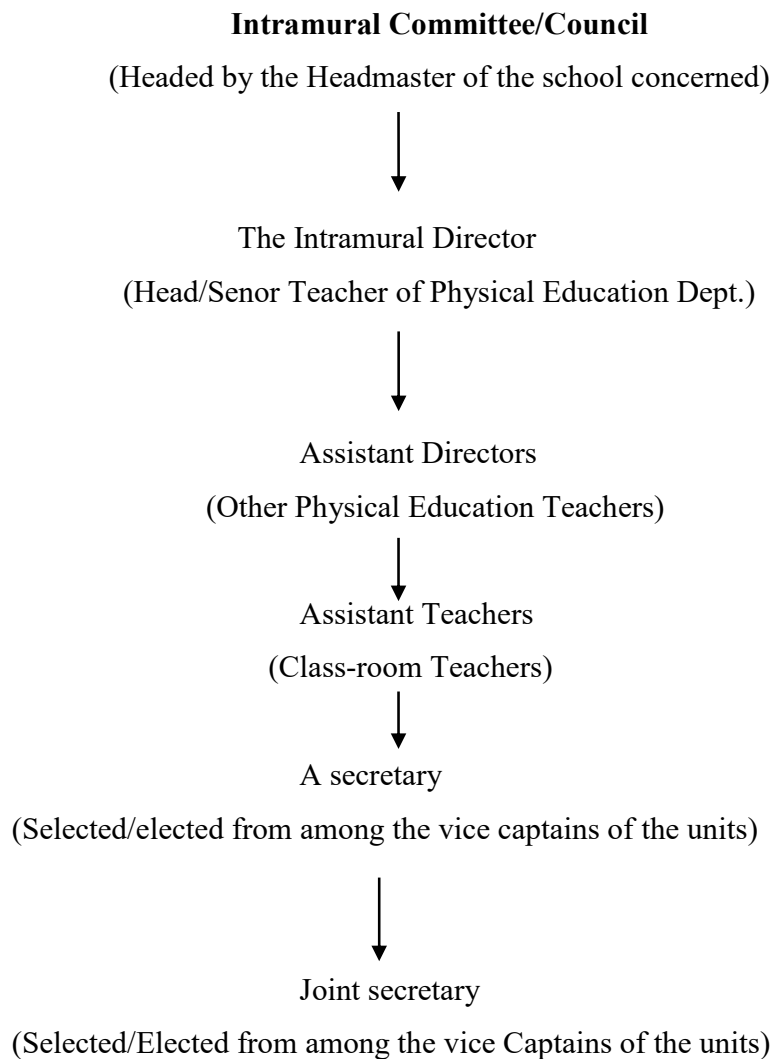 Intramural Committee/Council
(Headed by the Headmaster of the school concerned)
The Intramural Director
(Head/Senor Teacher of Physical Education Dept.)
Assistant Directors
(Other Physical Education Teachers)
Assistant Teachers
(Class-room Teachers)
A secretary
(Selected/elected from among the vice captains of the units)
Joint secretary
(Selected/Elected from among the vice Captains of the units)